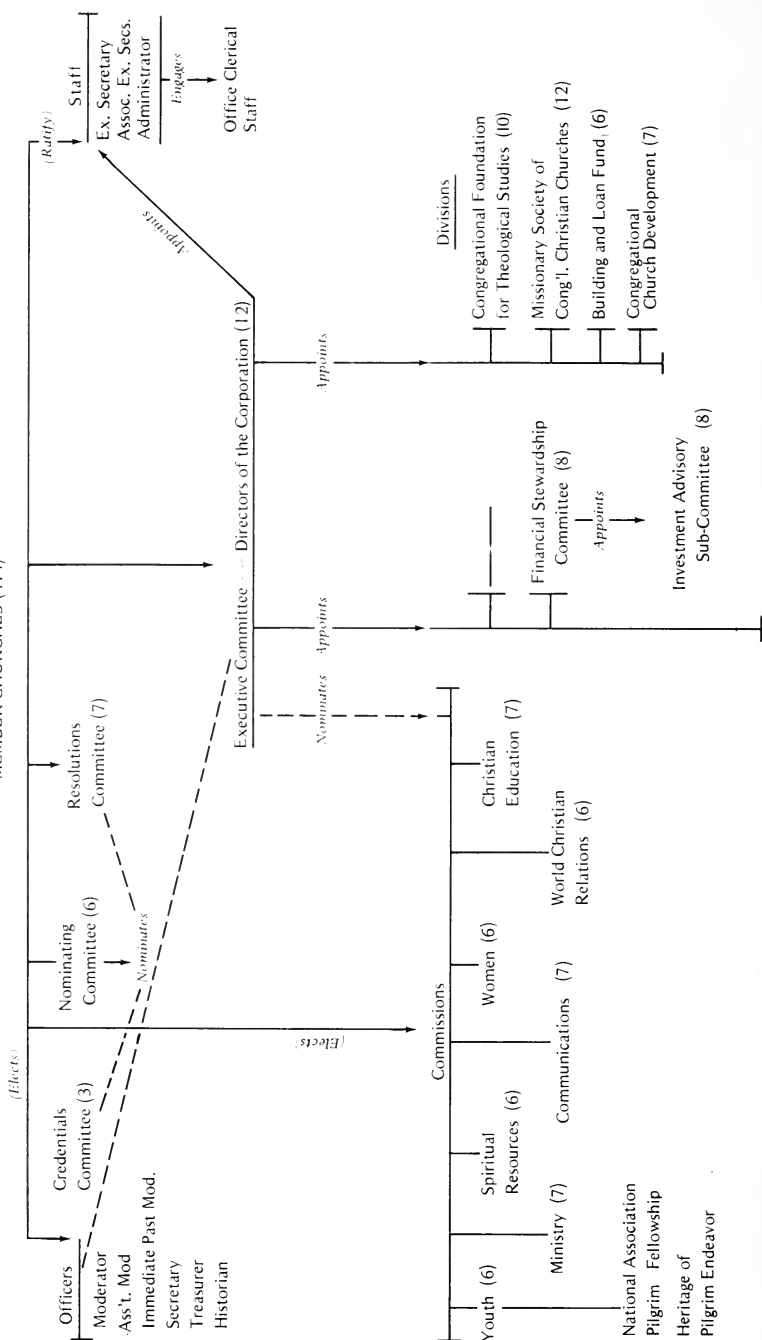 (Elects)
(Ratify)
Officers
Moderator
Ass't. Mod
Immediate Past Mod.
Secretary
Treasurer
Historian
Credentials
Committee (3)
Nominating
Committee (6)
Nominates
Resolutions
Committee (7)
Staff
Ex. Secretary
Assoc. Ex. Secs.
Administrator
Engages
Office Clerical
Staff
Appoints
Executive Committee - - Directors of the Corporation (12)
(Elects)
Nominates
Appoints
Appoints
Commissions
Youth (6)
National Association
Pilgrim Fellowship
Heritage of
Pilgrim Endeavor
Ministry (7)
Spiritual
Resources (6)
Communications (7)
Women (6)
World Christian
Relations (6)
Christian
Education (7)
Financial Stewardship
Committee (8)
Appoints
Investment Advisory
Sub-Committee (8)
Divisions
Congregational Foundation
for Theological Studies (10)
Missionary Society of
Cong'l. Christian Churches (12)
Building and Loan Fund (6)
Congregational
Church Development (7)